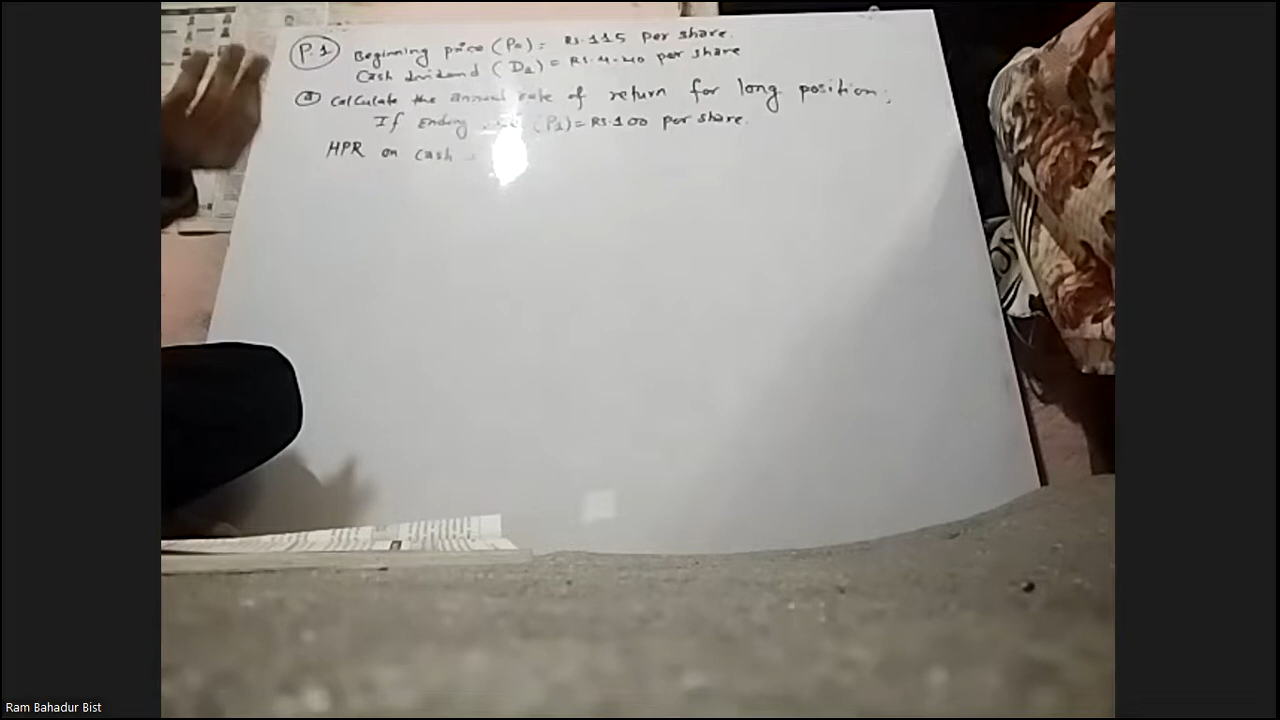 P.1 Beginning price (P0) = Rs.115 per share.
Cash dividend (D1) = Rs.4.40 per share
a Calculate the annual rate of return for long position;
If Ending (P1) = Rs.100 per share.
HPR on cash =
Ram Bahadur Bist